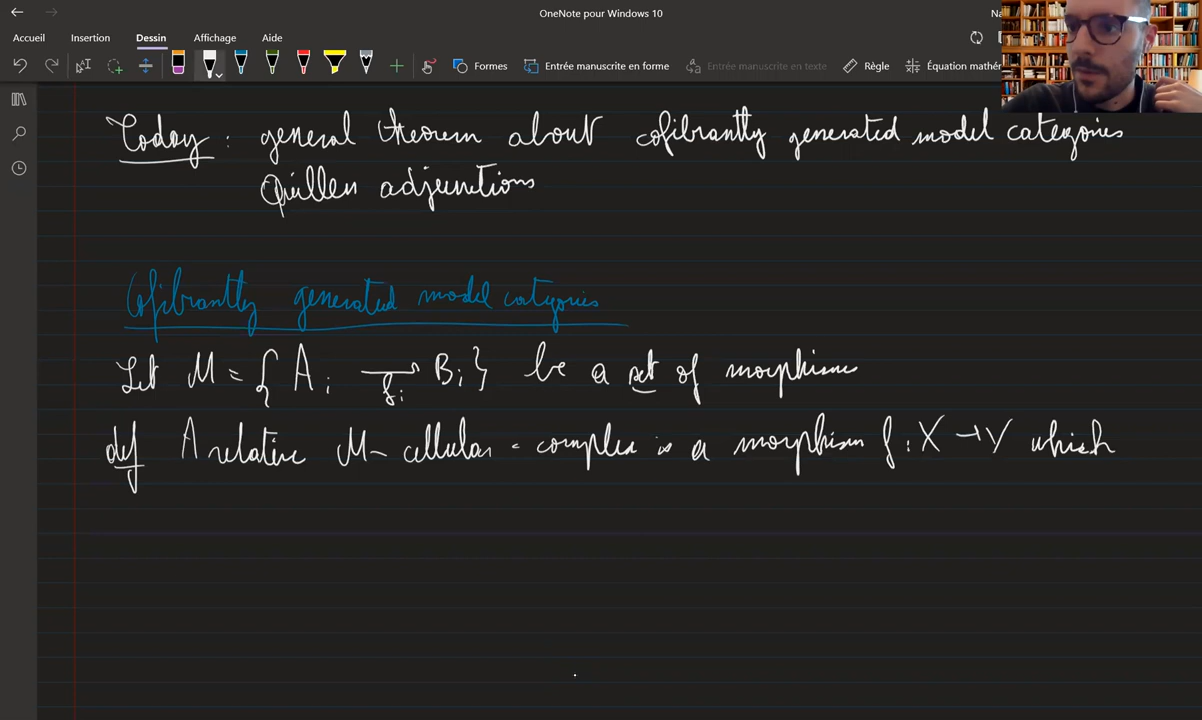 OneNote pour Windows 10
Accueil Insertion Dessin Affichage Aide
Formes Entrée manuscrite en forme Entrée manuscrite en texte Règle Équation mathé
Today : general theorem about cofibrantly generated model categories
Quillen adjunctions
Cofibrantly generated model categories
Let M = { A_i →_{f_i} B_i } be a set of morphisms
def A relative M-cellular-complex is a morphism f : X → Y which